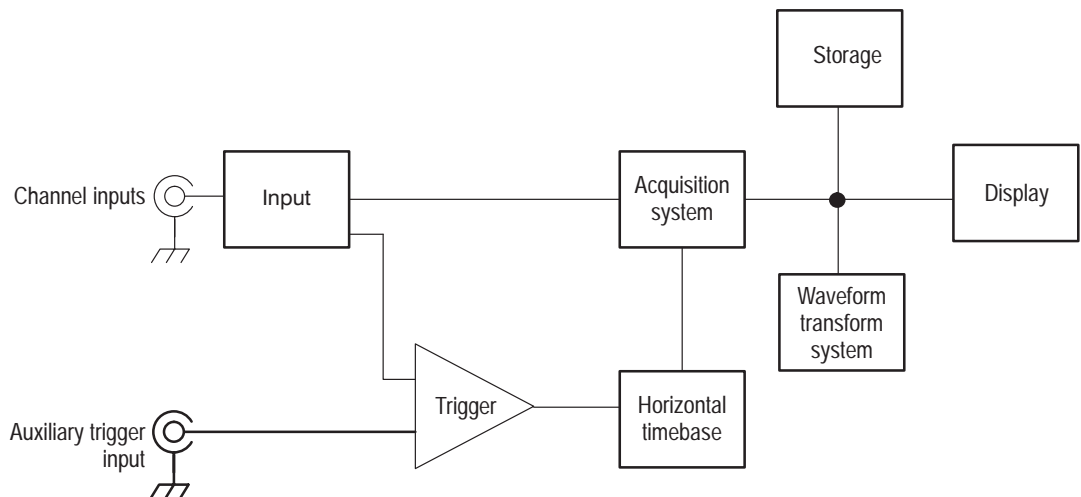 Storage
Channel inputs
Input
Acquisition
system
Display
Waveform
transform
system
Trigger
Horizontal
timebase
Auxiliary trigger
input